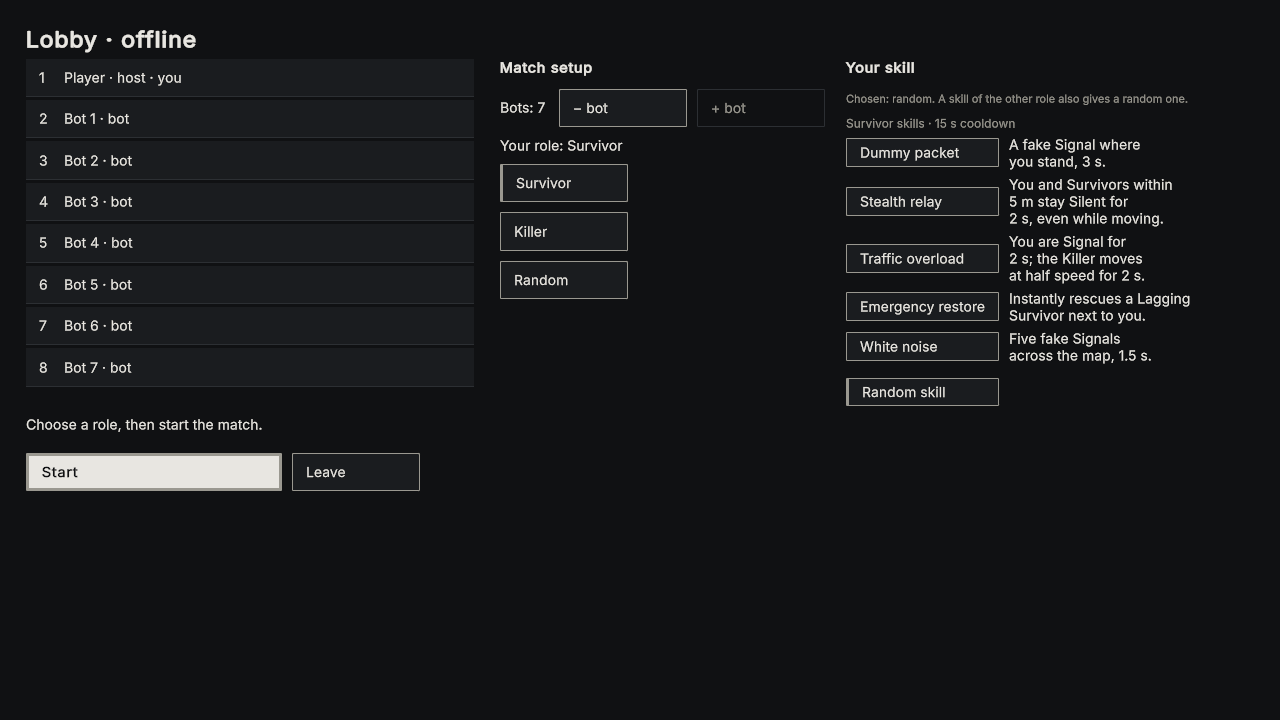 Lobby · offline
1 Player · host · you
2 Bot 1 · bot
3 Bot 2 · bot
4 Bot 3 · bot
5 Bot 4 · bot
6 Bot 5 · bot
7 Bot 6 · bot
8 Bot 7 · bot
Choose a role, then start the match.
Start
Leave
Match setup
Bots: 7
– bot
+ bot
Your role: Survivor
Survivor
Killer
Random
Your skill
Chosen: random. A skill of the other role also gives a random one.
Survivor skills · 15 s cooldown
Dummy packet
A fake Signal where
you stand, 3 s.
Stealth relay
You and Survivors within
5 m stay Silent for
2 s, even while moving.
Traffic overload
You are Signal for
2 s; the Killer moves
at half speed for 2 s.
Emergency restore
Instantly rescues a Lagging
Survivor next to you.
White noise
Five fake Signals
across the map, 1.5 s.
Random skill